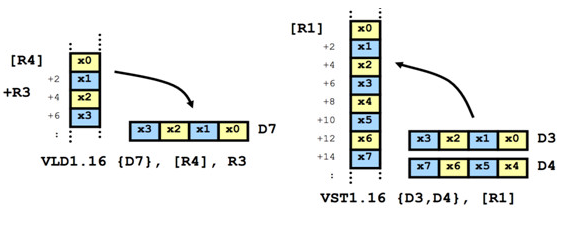 [R4]
x0
+2 x1
+R3
+4 x2
+6 x3
:
x3 x2 x1 x0 D7
VLD1.16 {D7}, [R4], R3
[R1]
x0
+2 x1
+4 x2
+6 x3
+8 x4
+10 x5
+12 x6
+14 x7
:
x3 x2 x1 x0 D3
x7 x6 x5 x4 D4
VST1.16 {D3,D4}, [R1]